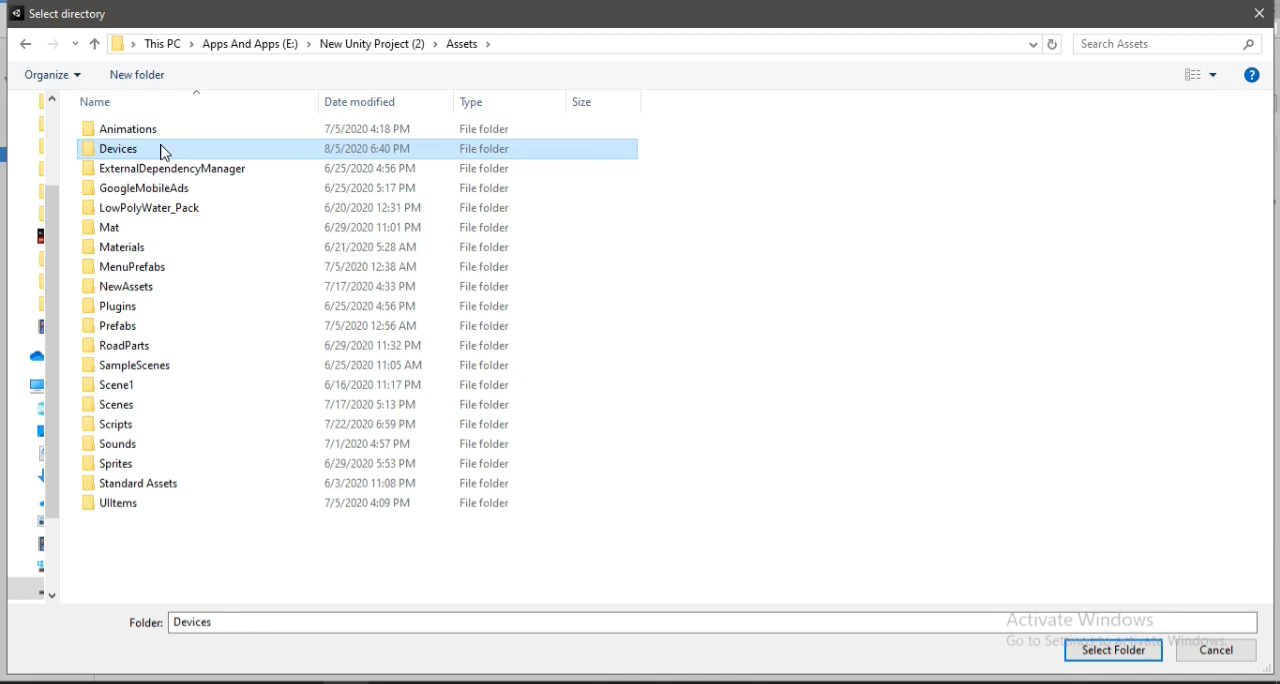 Select directory
This PC > Apps And Apps (E:) > New Unity Project (2) > Assets >
Search Assets
Organize
New folder
Name Date modified Type Size
Animations 7/5/2020 4:18 PM File folder
Devices 8/5/2020 6:40 PM File folder
ExternalDependencyManager 6/25/2020 4:56 PM File folder
GoogleMobileAds 6/25/2020 5:17 PM File folder
LowPolyWater_Pack 6/20/2020 12:31 PM File folder
Mat 6/29/2020 11:01 PM File folder
Materials 6/21/2020 5:28 AM File folder
MenuPrefabs 7/5/2020 12:38 AM File folder
NewAssets 7/17/2020 4:33 PM File folder
Plugins 6/25/2020 4:56 PM File folder
Prefabs 7/5/2020 12:56 AM File folder
RoadParts 6/29/2020 11:32 PM File folder
SampleScenes 6/25/2020 11:05 AM File folder
Scene1 6/16/2020 11:17 PM File folder
Scenes 7/17/2020 5:13 PM File folder
Scripts 7/22/2020 6:59 PM File folder
Sounds 7/1/2020 4:57 PM File folder
Sprites 6/29/2020 5:53 PM File folder
Standard Assets 6/3/2020 11:08 PM File folder
UIItems 7/5/2020 4:09 PM File folder
Folder: Devices
Activate Windows
Go to Settings to activate Windows.
Select Folder
Cancel